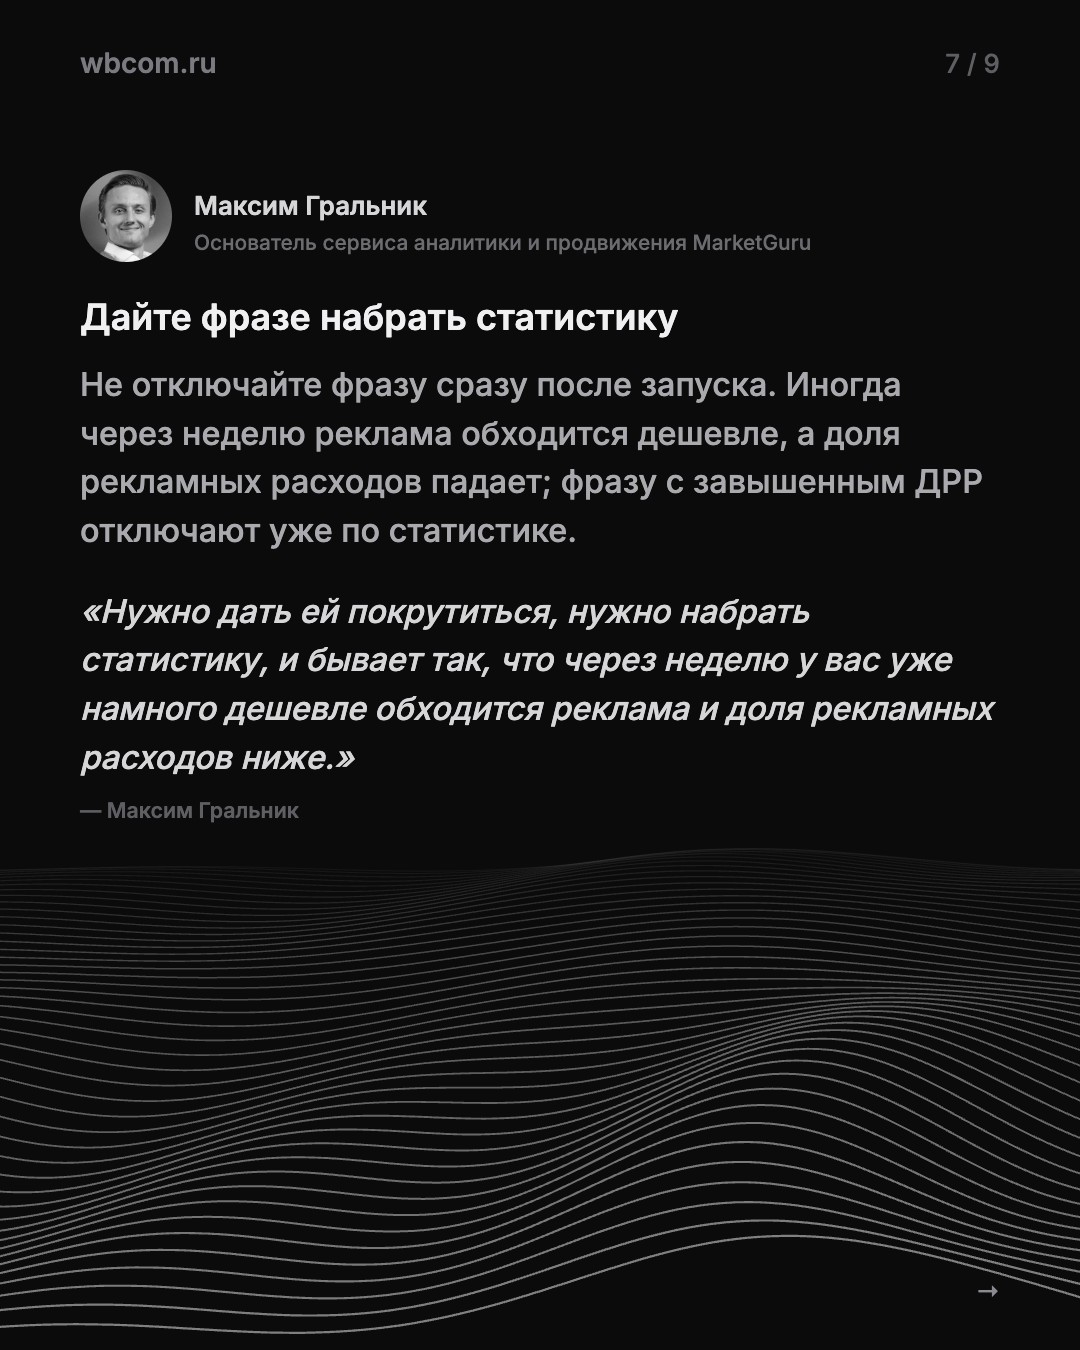 wbcom.ru
7 / 9
Максим Гральник
Основатель сервиса аналитики и продвижения MarketGuru
Дайте фразе набрать статистику
Не отключайте фразу сразу после запуска. Иногда
через неделю реклама обходится дешевле, а доля
рекламных расходов падает; фразу с завышенным ДРР
отключают уже по статистике.
«Нужно дать ей покрутиться, нужно набрать
статистику, и бывает так, что через неделю у вас уже
намного дешевле обходится реклама и доля рекламных
расходов ниже.»
— Максим Гральник
→